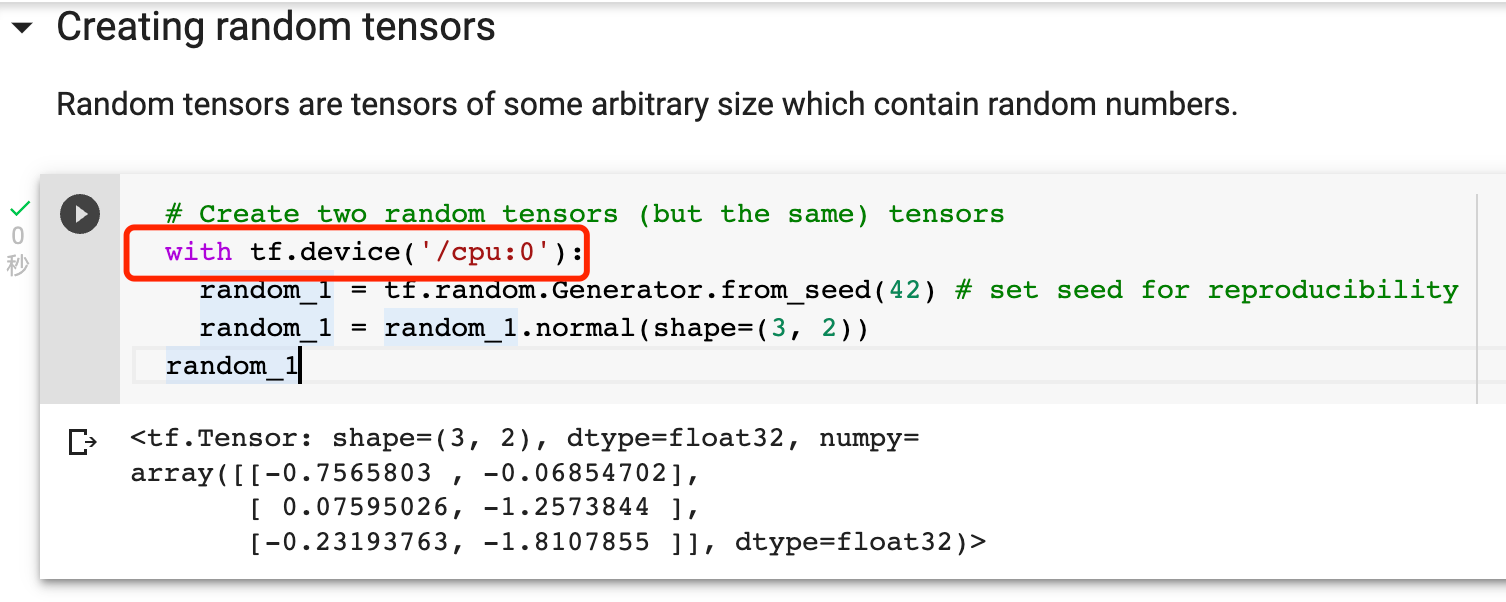 Creating random tensors
Random tensors are tensors of some arbitrary size which contain random numbers.
0
秒
# Create two random tensors (but the same) tensors
with tf.device('/cpu:0'):
  random_1 = tf.random.Generator.from_seed(42) # set seed for reproducibility
  random_1 = random_1.normal(shape=(3, 2))
random_1
<tf.Tensor: shape=(3, 2), dtype=float32, numpy=
array([[-0.7565803 , -0.06854702],
       [ 0.07595026, -1.2573844 ],
       [-0.23193763, -1.8107855 ]], dtype=float32)>